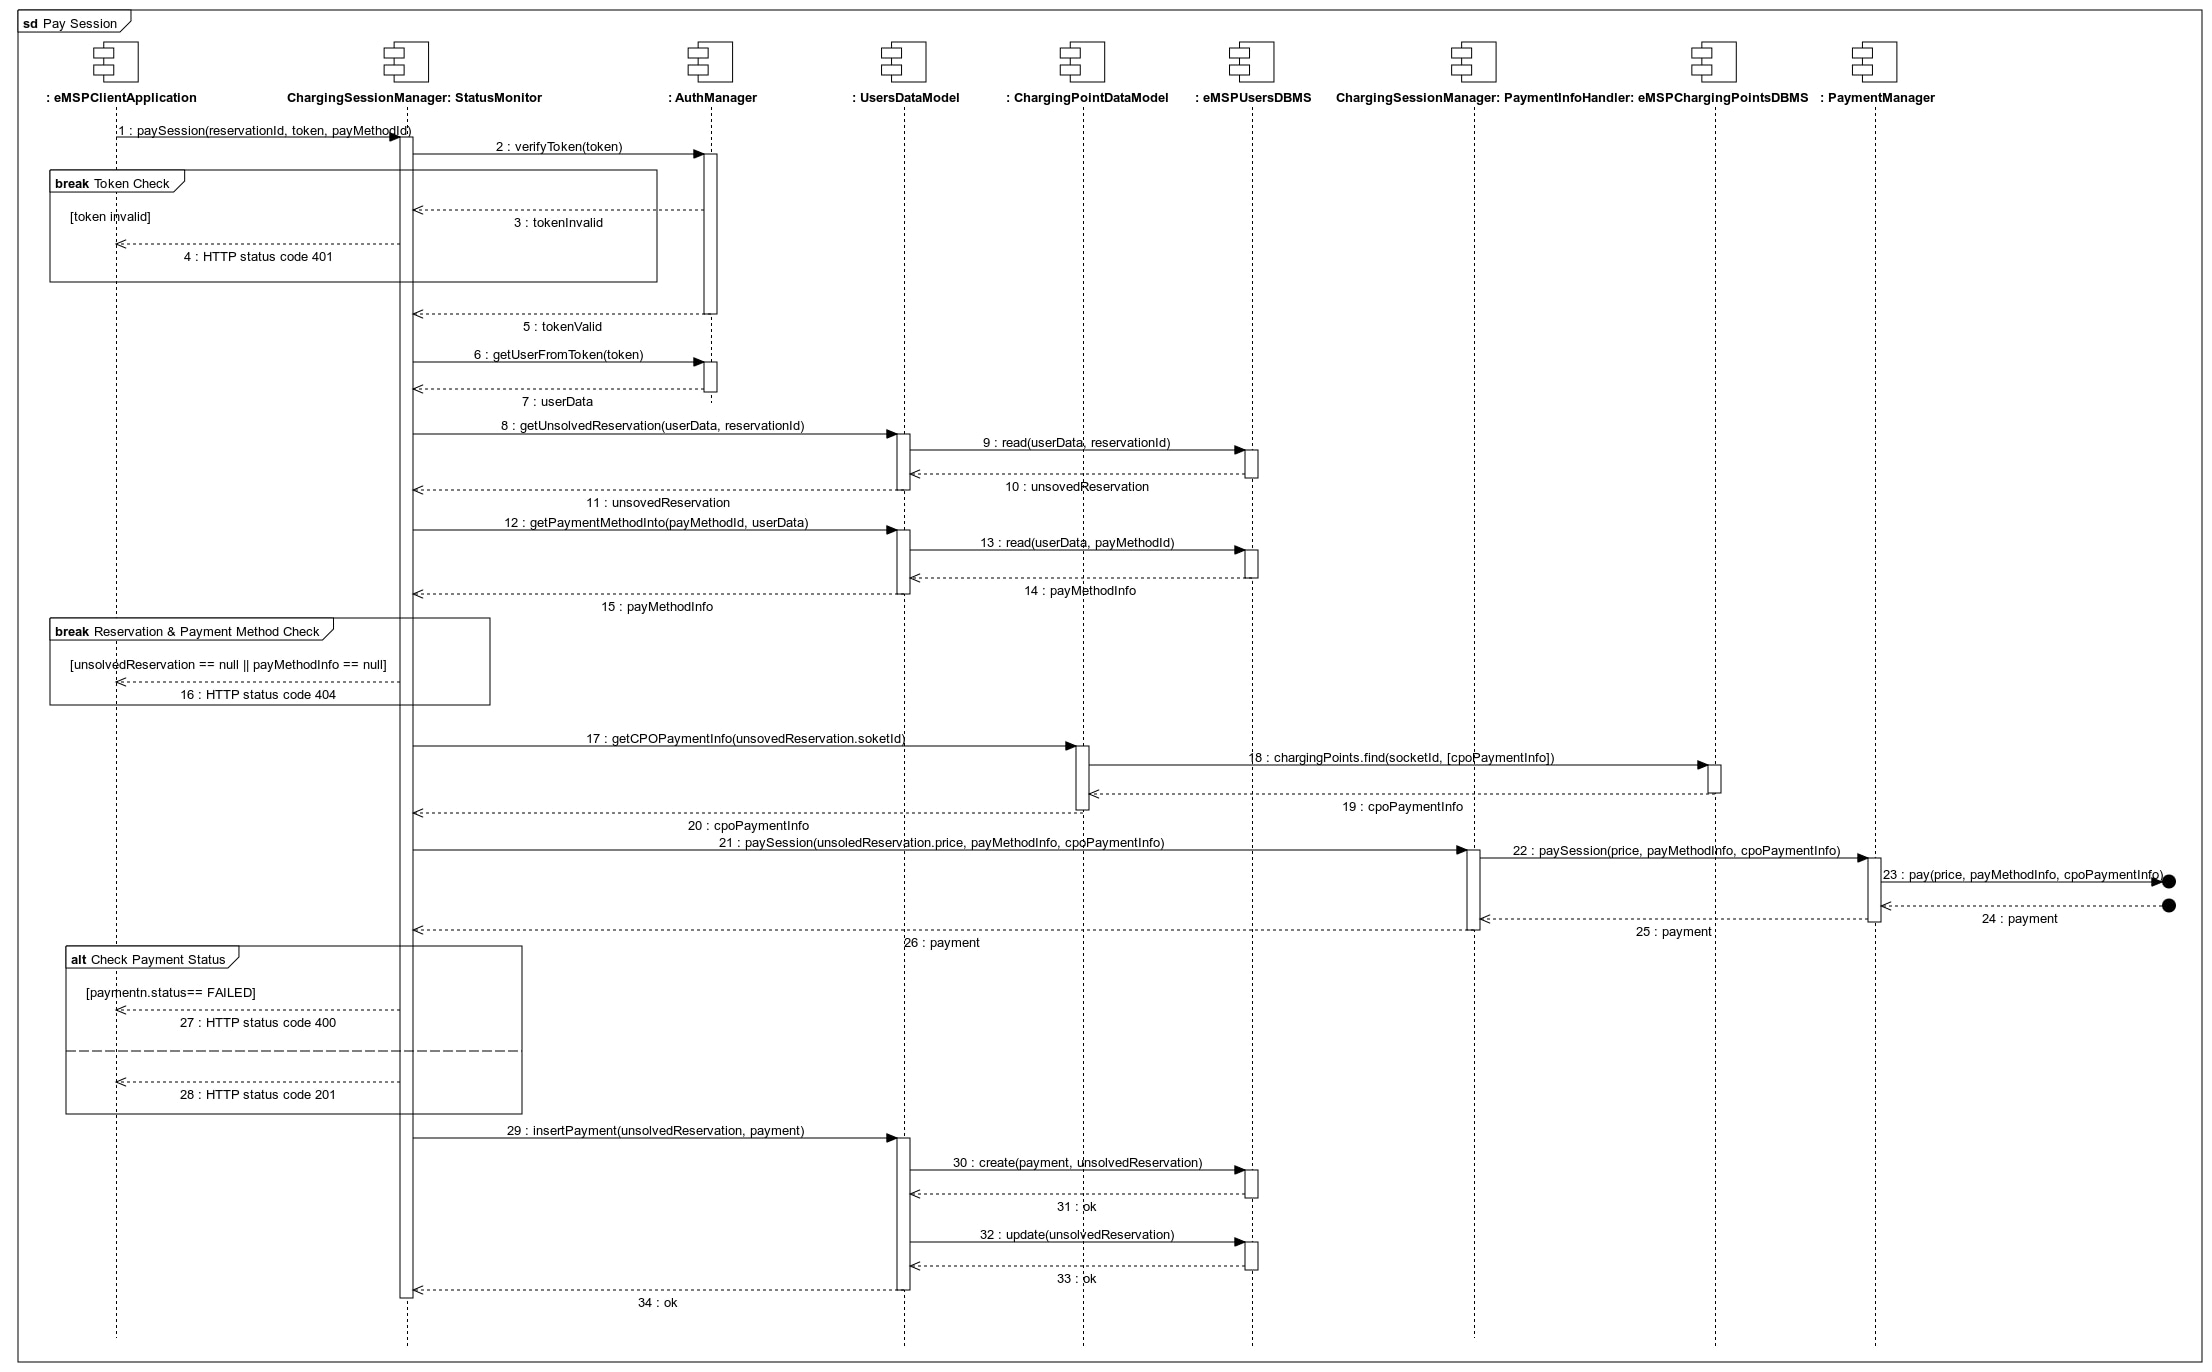 sd Pay Session
: eMSPClientApplication
ChargingSessionManager: StatusMonitor
: AuthManager
: UsersDataModel
: ChargingPointDataModel
: eMSPUsersDBMS
ChargingSessionManager: PaymentInfoHandler
: eMSPChargingPointsDBMS
: PaymentManager
1 : paySession(reservationId, token, payMethodId)
2 : verifyToken(token)
break Token Check
[token invalid]
3 : tokenInvalid
4 : HTTP status code 401
5 : tokenValid
6 : getUserFromToken(token)
7 : userData
8 : getUnsolvedReservation(userData, reservationId)
9 : read(userData, reservationId)
10 : unsovedReservation
11 : unsovedReservation
12 : getPaymentMethodInto(payMethodId, userData)
13 : read(userData, payMethodId)
14 : payMethodInfo
15 : payMethodInfo
break Reservation & Payment Method Check
[unsolvedReservation == null || payMethodInfo == null]
16 : HTTP status code 404
17 : getCPOPaymentInfo(unsovedReservation.soketId)
18 : chargingPoints.find(socketId, [cpoPaymentInfo])
19 : cpoPaymentInfo
20 : cpoPaymentInfo
21 : paySession(unsoledReservation.price, payMethodInfo, cpoPaymentInfo)
22 : paySession(price, payMethodInfo, cpoPaymentInfo)
23 : pay(price, payMethodInfo, cpoPaymentInfo)
24 : payment
25 : payment
26 : payment
alt Check Payment Status
[paymentn.status== FAILED]
27 : HTTP status code 400
28 : HTTP status code 201
29 : insertPayment(unsolvedReservation, payment)
30 : create(payment, unsolvedReservation)
31 : ok
32 : update(unsolvedReservation)
33 : ok
34 : ok